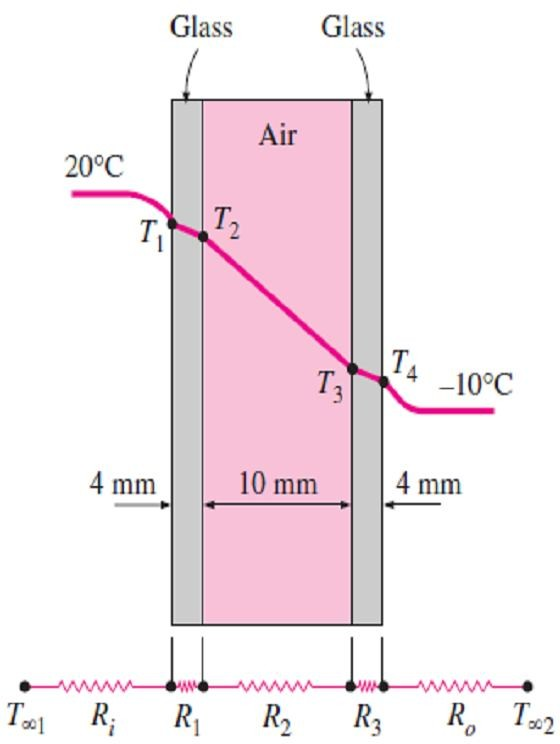 Glass Glass
Air
20°C
T1 T2
T3 T4 –10°C
4 mm 10 mm 4 mm
T∞1 Ri R1 R2 R3 Ro T∞2